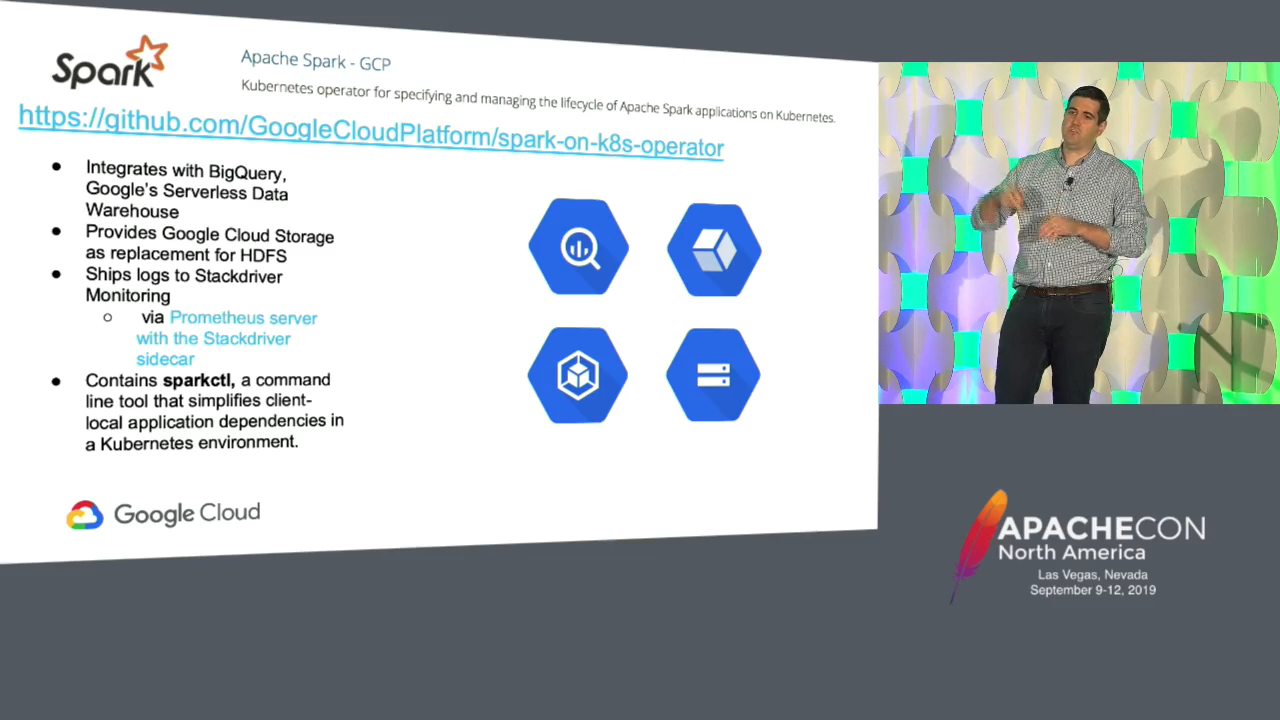 Spark
Apache Spark - GCP
Kubernetes operator for specifying and managing the lifecycle of Apache Spark applications on Kubernetes.
https://github.com/GoogleCloudPlatform/spark-on-k8s-operator
● Integrates with BigQuery,
Google's Serverless Data
Warehouse
● Provides Google Cloud Storage
as replacement for HDFS
● Ships logs to Stackdriver
Monitoring
○ via Prometheus server
with the Stackdriver
sidecar
● Contains sparkctl, a command
line tool that simplifies client-
local application dependencies in
a Kubernetes environment.
Google Cloud
APACHECON
North America
Las Vegas, Nevada
September 9-12, 2019